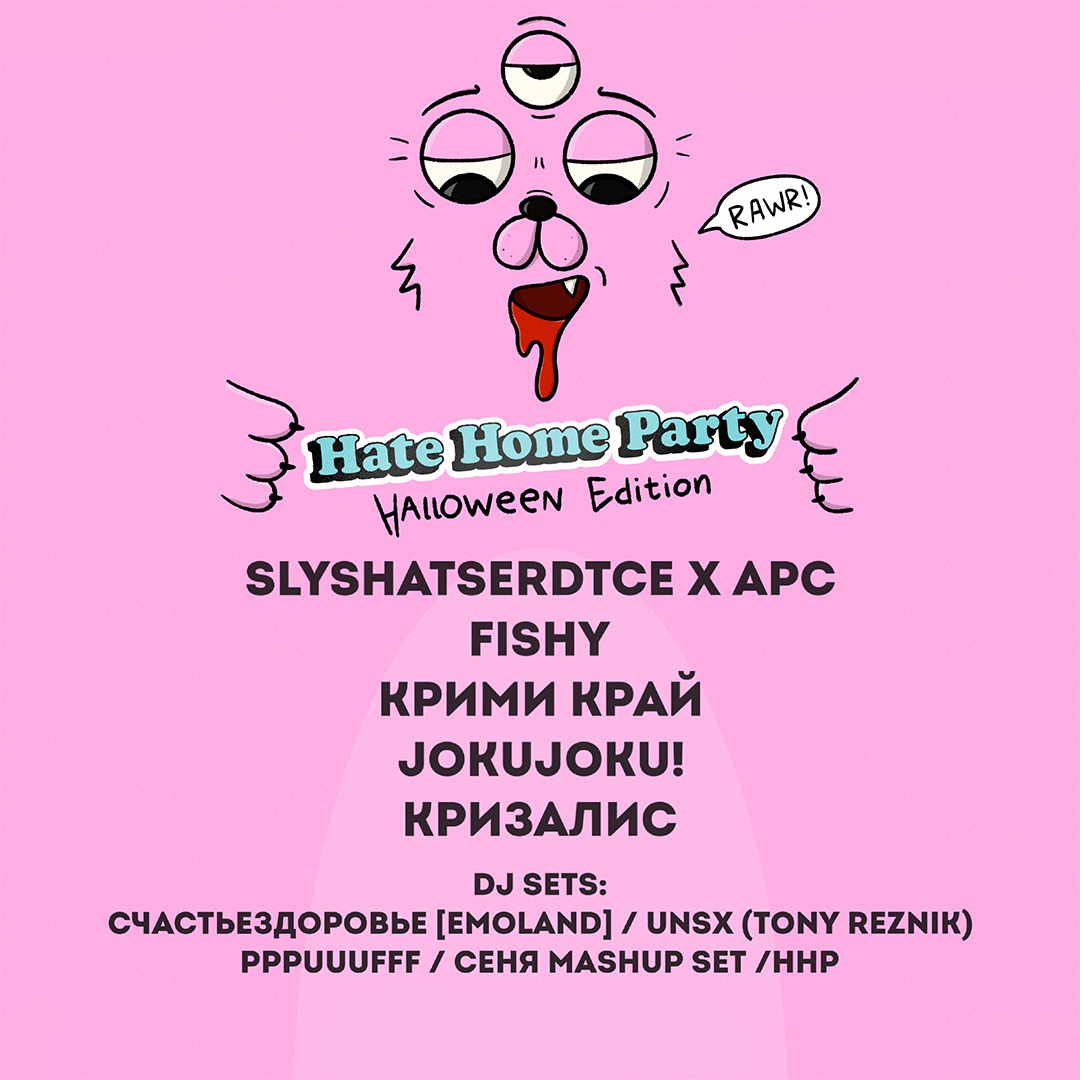 RAWR!
Hate Home Party
Halloween Edition
SLYSHATSERDTCE X APC
FISHY
КРИМИ КРАЙ
JOKUJOKU!
КРИЗАЛИС
DJ SETS:
СЧАСТЬЕЗДОРОВЬЕ [EMOLAND] / UNSX (TONY REZNIK)
PPPUUUFFF / СЕНЯ MASHUP SET /HHP